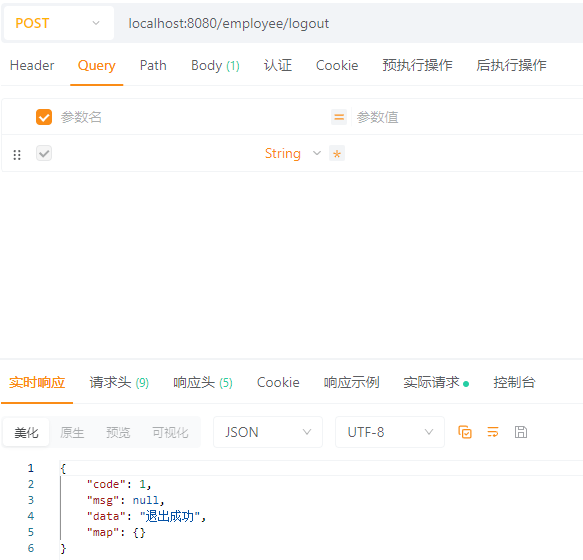 POST localhost:8080/employee/logout
Header Query Path Body (1) 认证 Cookie 预执行操作 后执行操作
参数名 = 参数值
String *
实时响应 请求头 (9) 响应头 (5) Cookie 响应示例 实际请求 控制台
美化 原生 预览 可视化 JSON UTF-8
1 {
2 "code": 1,
3 "msg": null,
4 "data": "退出成功",
5 "map": {}
6 }